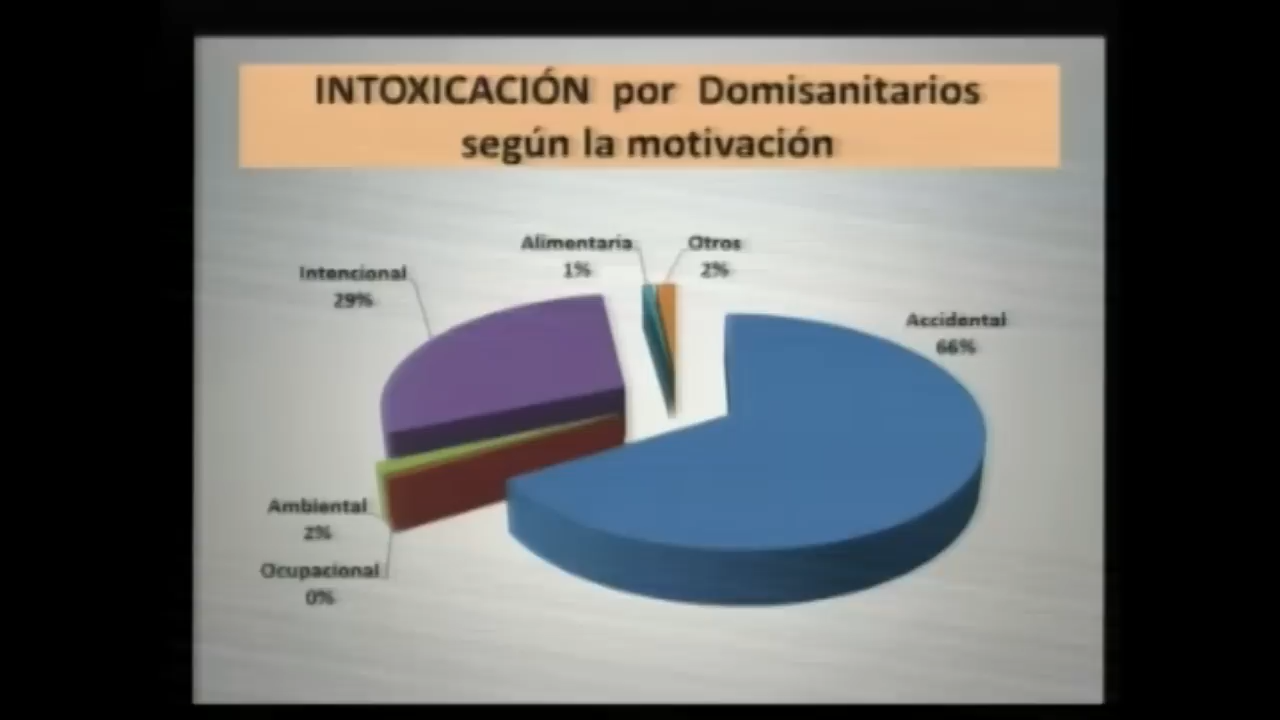 INTOXICACIÓN por Domisanitarios
según la motivación
Alimentaria
1%
Otros
2%
Intencional
29%
Accidental
66%
Ambiental
2%
Ocupacional
0%